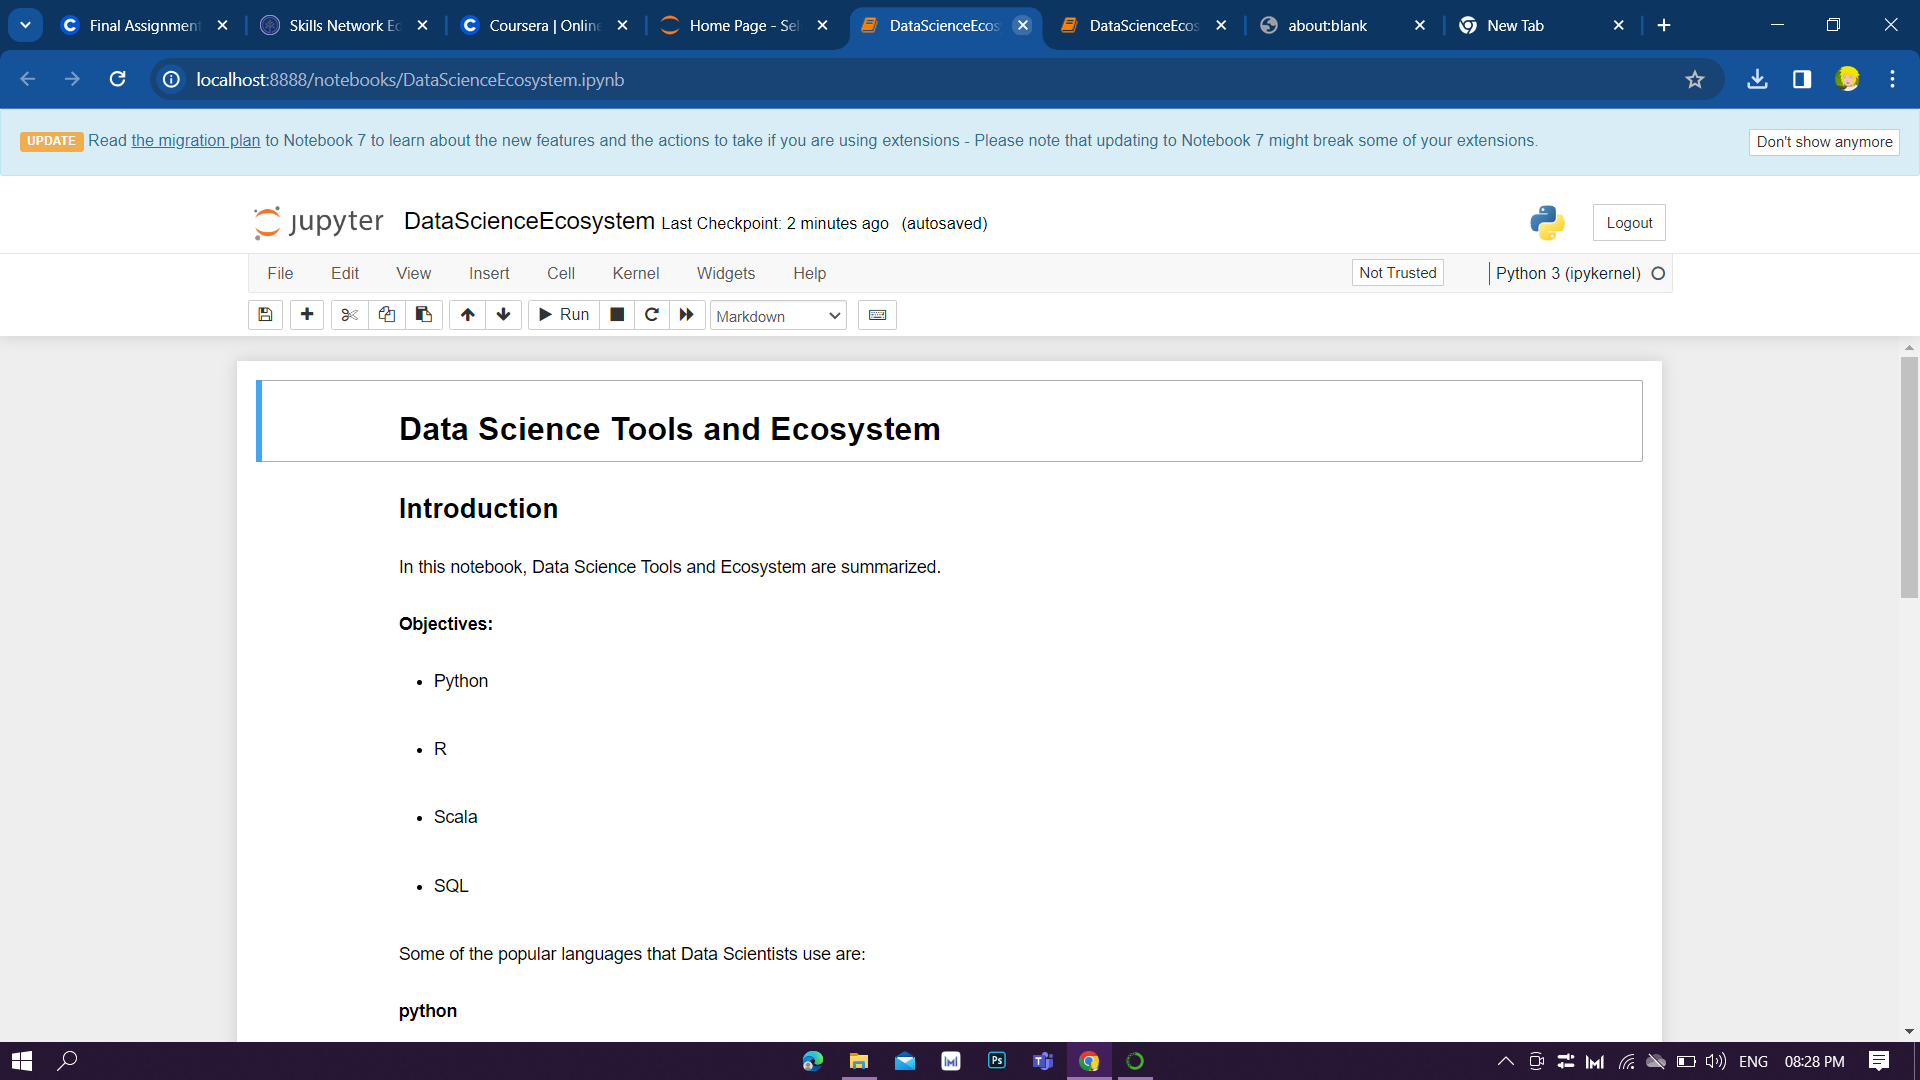 Final Assignment
Skills Network Ec
Coursera | Online
Home Page - Sel
DataScienceEcos
DataScienceEcos
about:blank
New Tab
localhost:8888/notebooks/DataScienceEcosystem.ipynb
UPDATE Read the migration plan to Notebook 7 to learn about the new features and the actions to take if you are using extensions - Please note that updating to Notebook 7 might break some of your extensions.
Don't show anymore
jupyter DataScienceEcosystem Last Checkpoint: 2 minutes ago (autosaved)
Logout
File Edit View Insert Cell Kernel Widgets Help
Not Trusted
Python 3 (ipykernel)
Run
Markdown
Data Science Tools and Ecosystem
Introduction
In this notebook, Data Science Tools and Ecosystem are summarized.
Objectives:
• Python
• R
• Scala
• SQL
Some of the popular languages that Data Scientists use are:
python
Ps
ENG 08:28 PM